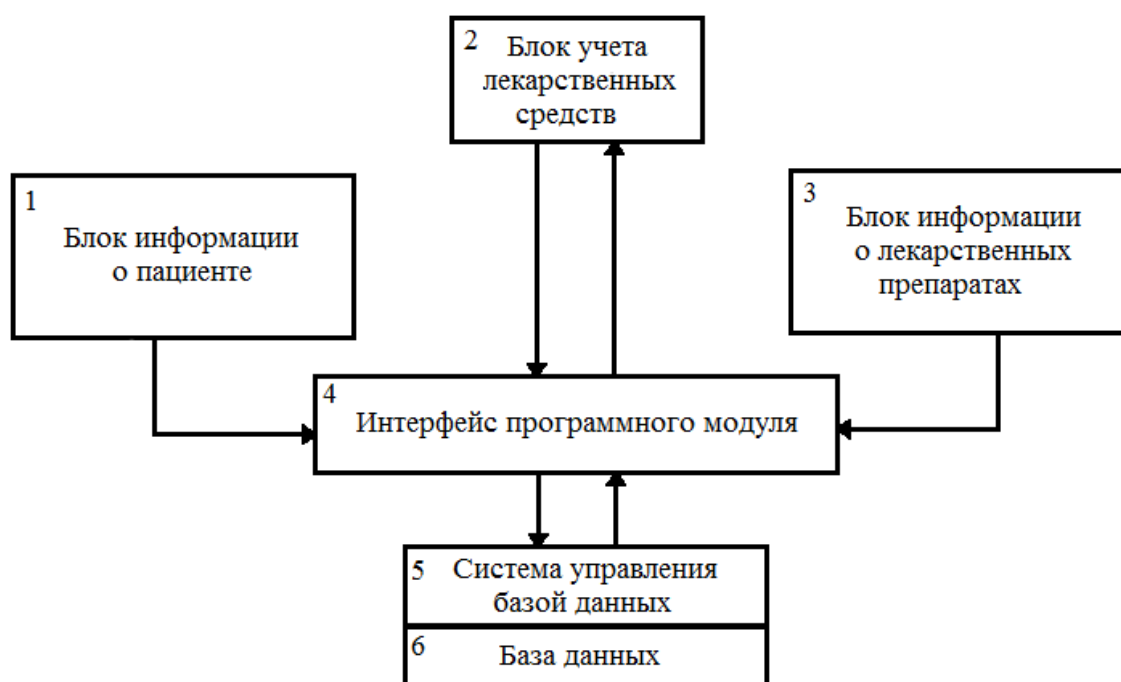 2 Блок учета
лекарственных
средств
1
Блок информации
о пациенте
3
Блок информации
о лекарственных
препаратах
4
Интерфейс программного модуля
5 Система управления
базой данных
6 База данных